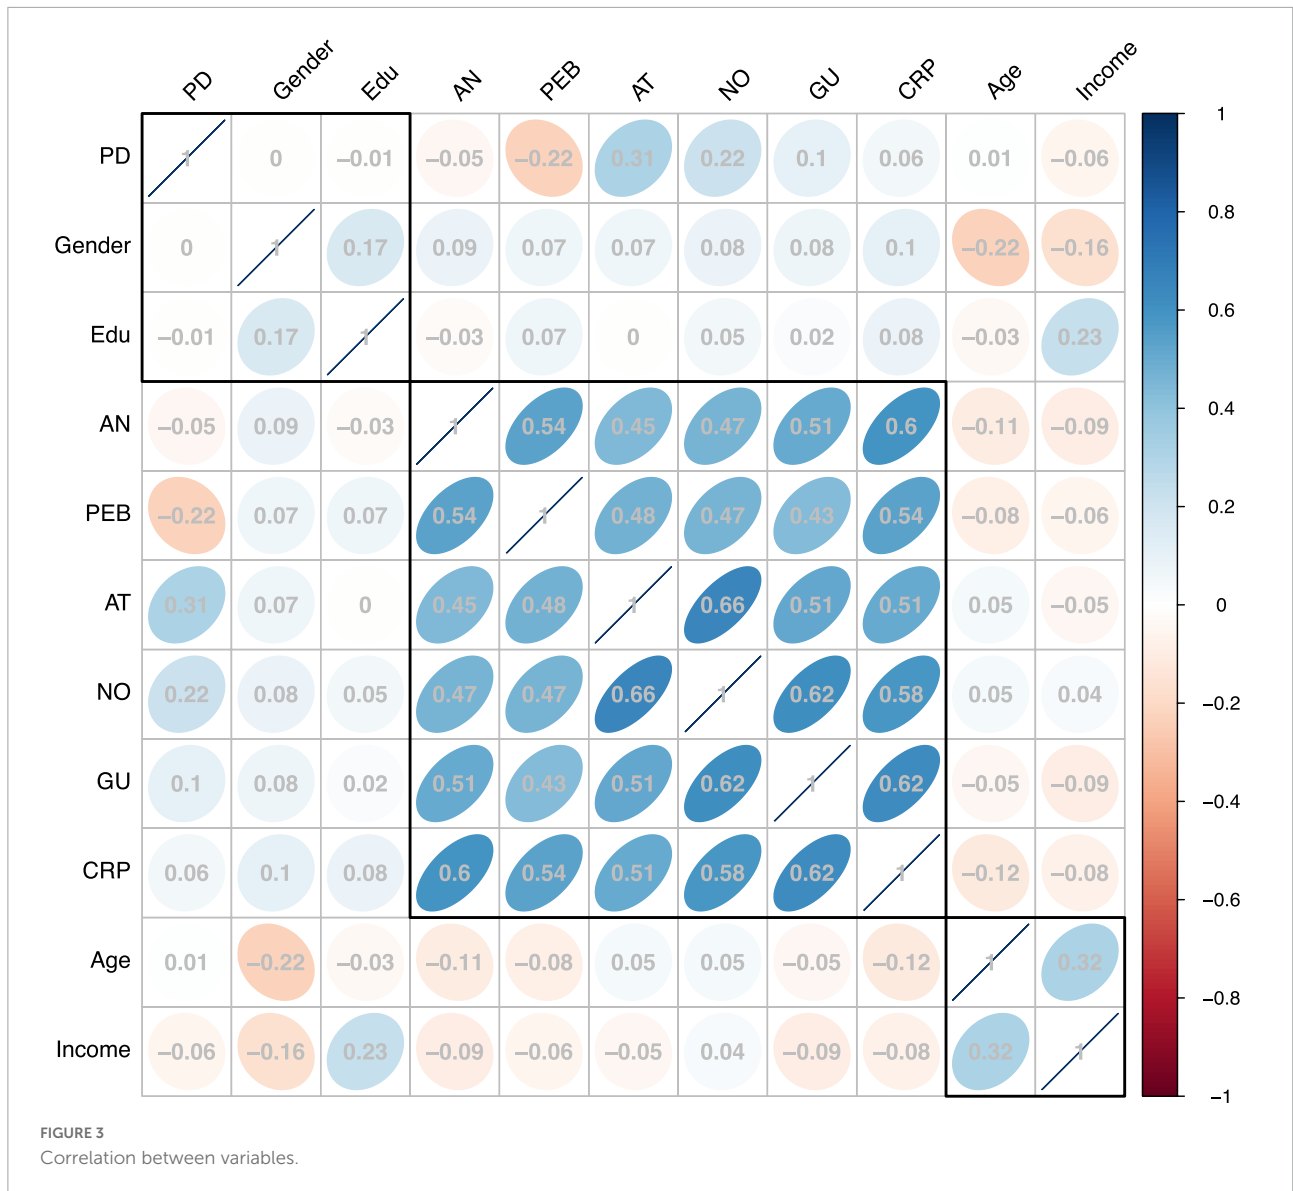 PD Gender Edu AN PEB AT NO GU CRP Age Income
PD 1 0 −0.01 −0.05 −0.22 0.31 0.22 0.1 0.06 0.01 −0.06
Gender 0 1 0.17 0.09 0.07 0.07 0.08 0.08 0.1 −0.22 −0.16
Edu −0.01 0.17 1 −0.03 0.07 0 0.05 0.02 0.08 −0.03 0.23
AN −0.05 0.09 −0.03 1 0.54 0.45 0.47 0.51 0.6 −0.11 −0.09
PEB −0.22 0.07 0.07 0.54 1 0.48 0.47 0.43 0.54 −0.08 −0.06
AT 0.31 0.07 0 0.45 0.48 1 0.66 0.51 0.51 0.05 −0.05
NO 0.22 0.08 0.05 0.47 0.47 0.66 1 0.62 0.58 0.05 0.04
GU 0.1 0.08 0.02 0.51 0.43 0.51 0.62 1 0.62 −0.05 −0.09
CRP 0.06 0.1 0.08 0.6 0.54 0.51 0.58 0.62 1 −0.12 −0.08
Age 0.01 −0.22 −0.03 −0.11 −0.08 0.05 0.05 −0.05 −0.12 1 0.32
Income −0.06 −0.16 0.23 −0.09 −0.06 −0.05 0.04 −0.09 −0.08 0.32 1
1
0.8
0.6
0.4
0.2
0
−0.2
−0.4
−0.6
−0.8
−1
FIGURE 3
Correlation between variables.